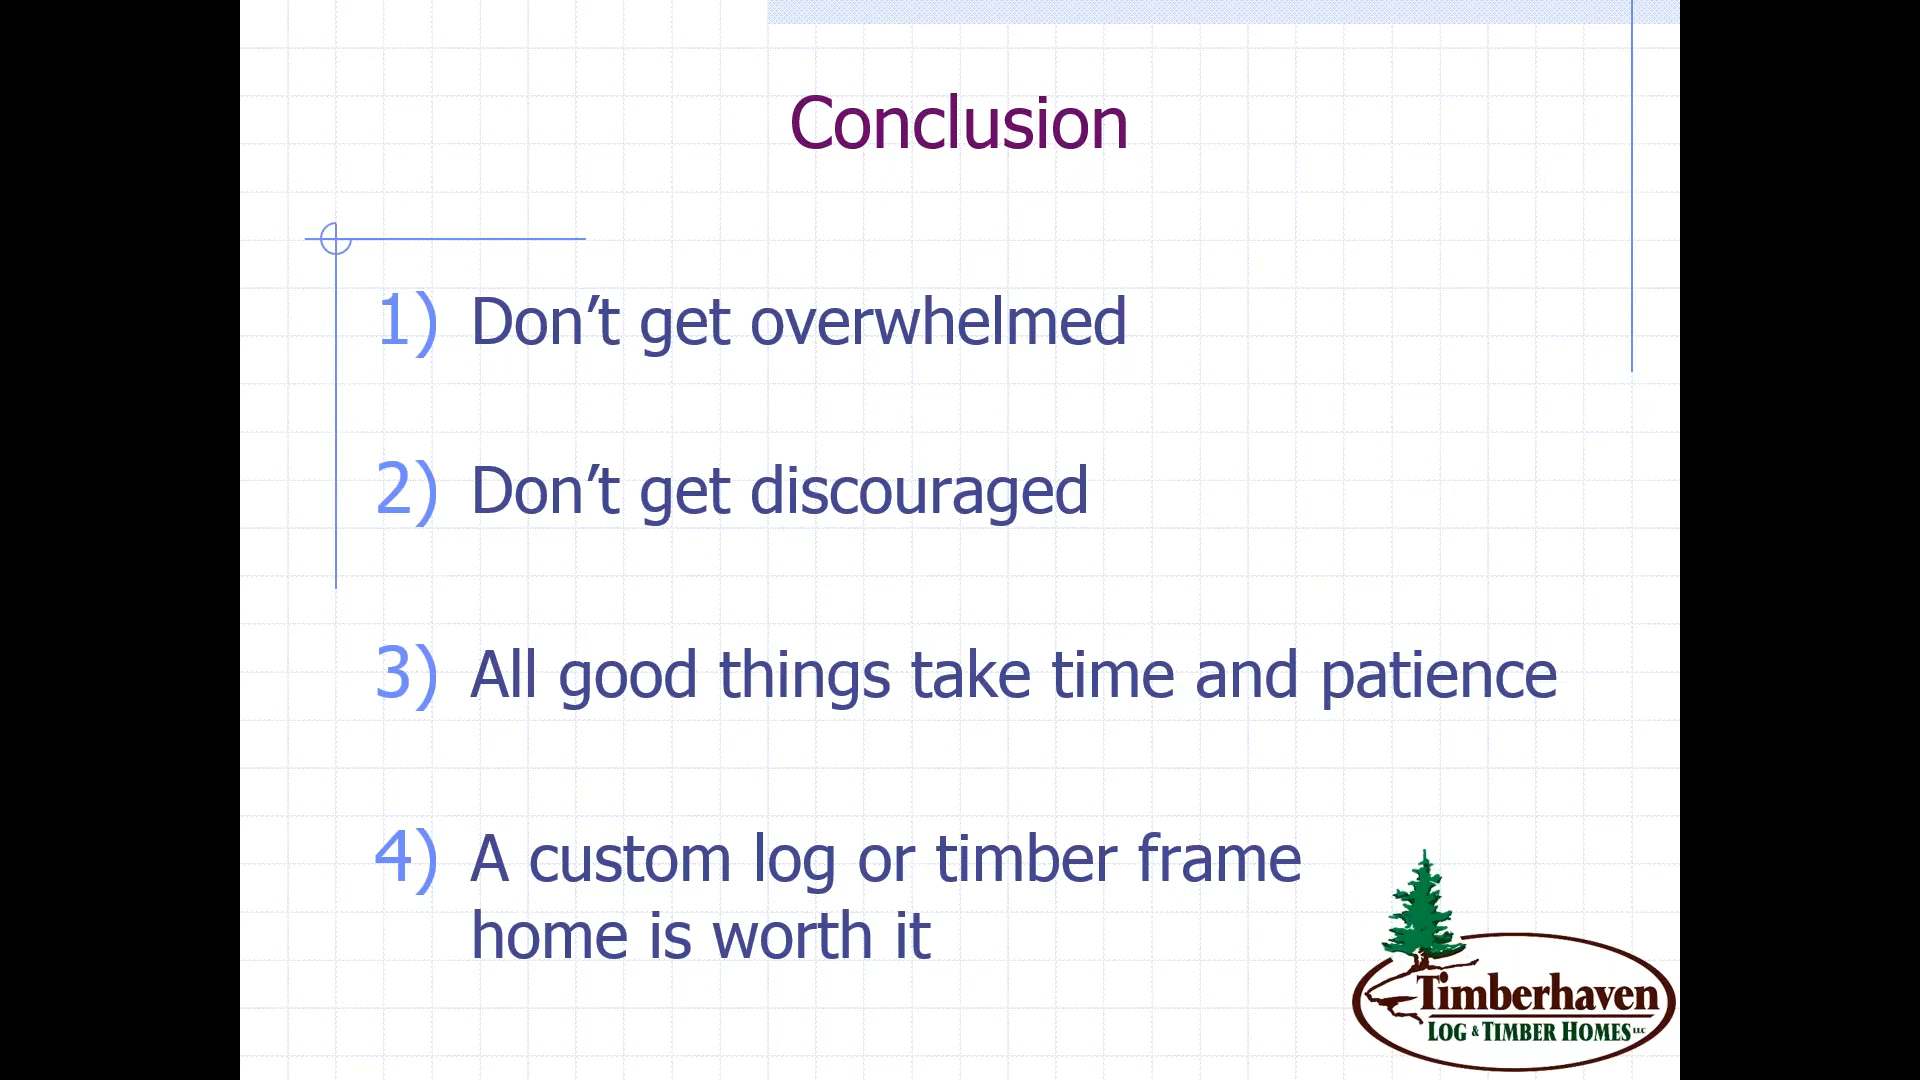 Conclusion
1) Don’t get overwhelmed
2) Don’t get discouraged
3) All good things take time and patience
4) A custom log or timber frame
home is worth it
Timberhaven
LOG & TIMBER HOMES LLC